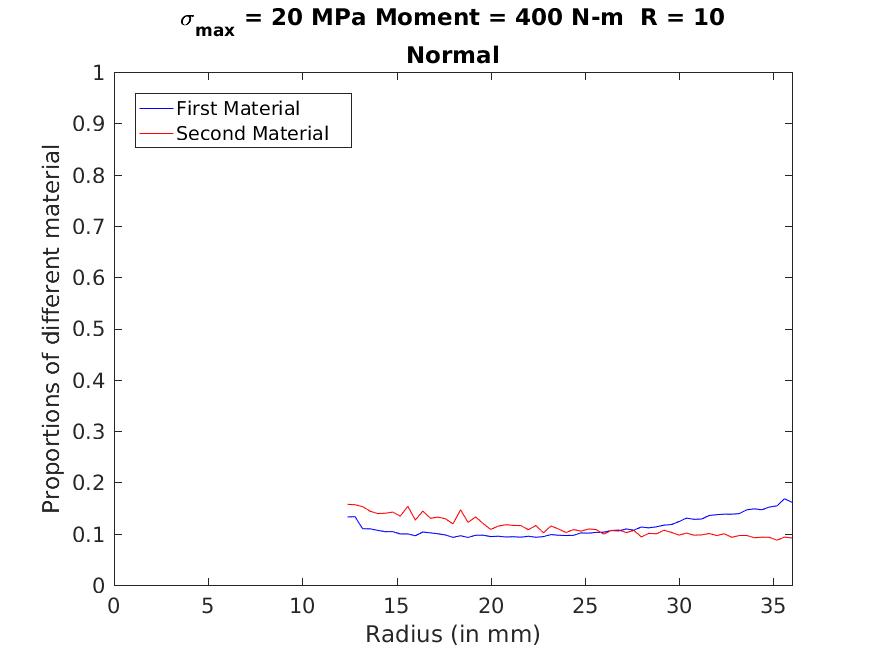 σmax = 20 MPa Moment = 400 N-m R = 10
Normal
First Material
Second Material
Proportions of different material
1
0.9
0.8
0.7
0.6
0.5
0.4
0.3
0.2
0.1
0
0 5 10 15 20 25 30 35
Radius (in mm)